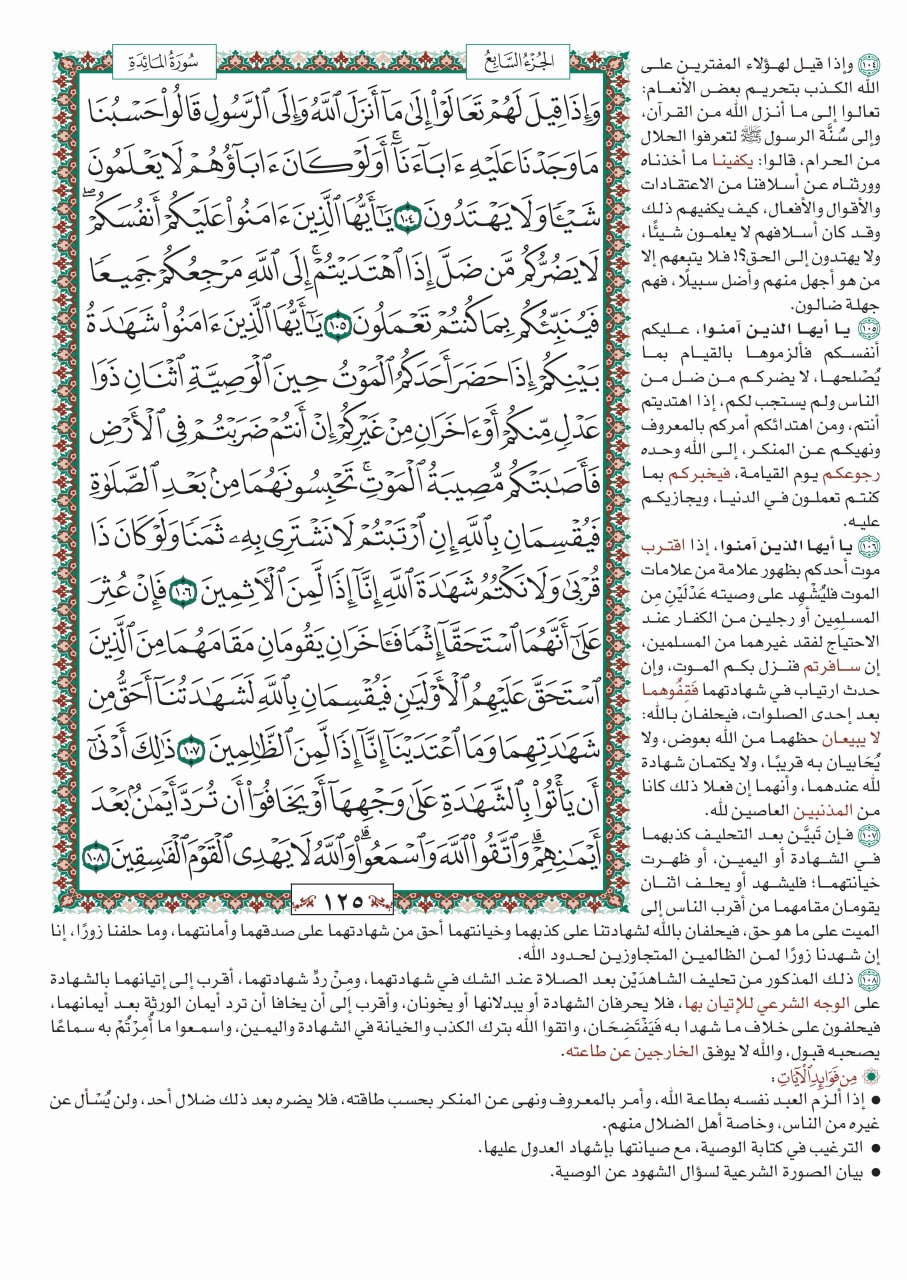 سُورَةُ المَائِدَةِ
الجُزْءُ السَّابِعُ
وَإِذَا قِيلَ لَهُمْ تَعَالَوْا۟ إِلَىٰ مَآ أَنزَلَ ٱللَّهُ وَإِلَى ٱلرَّسُولِ قَالُوا۟ حَسْبُنَا
مَا وَجَدْنَا عَلَيْهِ ءَابَآءَنَآۚ أَوَلَوْ كَانَ ءَابَآؤُهُمْ لَا يَعْلَمُونَ
شَيْـًٔا وَلَا يَهْتَدُونَ ١٠٤ يَـٰٓأَيُّهَا ٱلَّذِينَ ءَامَنُوا۟ عَلَيْكُمْ أَنفُسَكُمْۖ
لَا يَضُرُّكُم مَّن ضَلَّ إِذَا ٱهْتَدَيْتُمْۚ إِلَى ٱللَّهِ مَرْجِعُكُمْ جَمِيعًا
فَيُنَبِّئُكُم بِمَا كُنتُمْ تَعْمَلُونَ ١٠٥ يَـٰٓأَيُّهَا ٱلَّذِينَ ءَامَنُوا۟ شَهَـٰدَةُ
بَيْنِكُمْ إِذَا حَضَرَ أَحَدَكُمُ ٱلْمَوْتُ حِينَ ٱلْوَصِيَّةِ ٱثْنَانِ ذَوَا
عَدْلٍ مِّنكُمْ أَوْ ءَاخَرَانِ مِنْ غَيْرِكُمْ إِنْ أَنتُمْ ضَرَبْتُمْ فِى ٱلْأَرْضِ
فَأَصَـٰبَتْكُم مُّصِيبَةُ ٱلْمَوْتِۚ تَحْبِسُونَهُمَا مِنۢ بَعْدِ ٱلصَّلَوٰةِ
فَيُقْسِمَانِ بِٱللَّهِ إِنِ ٱرْتَبْتُمْ لَا نَشْتَرِى بِهِۦ ثَمَنًا وَلَوْ كَانَ ذَا
قُرْبَىٰۙ وَلَا نَكْتُمُ شَهَـٰدَةَ ٱللَّهِ إِنَّآ إِذًا لَّمِنَ ٱلْـَٔاثِمِينَ ١٠٦ فَإِنْ عُثِرَ
عَلَىٰٓ أَنَّهُمَا ٱسْتَحَقَّآ إِثْمًا فَـَٔاخَرَانِ يَقُومَانِ مَقَامَهُمَا مِنَ ٱلَّذِينَ
ٱسْتَحَقَّ عَلَيْهِمُ ٱلْأَوْلَيَـٰنِ فَيُقْسِمَانِ بِٱللَّهِ لَشَهَـٰدَتُنَآ أَحَقُّ مِن
شَهَـٰدَتِهِمَا وَمَا ٱعْتَدَيْنَآ إِنَّآ إِذًا لَّمِنَ ٱلظَّـٰلِمِينَ ١٠٧ ذَٰلِكَ أَدْنَىٰٓ
أَن يَأْتُوا۟ بِٱلشَّهَـٰدَةِ عَلَىٰ وَجْهِهَآ أَوْ يَخَافُوٓا۟ أَن تُرَدَّ أَيْمَـٰنٌۢ بَعْدَ
أَيْمَـٰنِهِمْۗ وَٱتَّقُوا۟ ٱللَّهَ وَٱسْمَعُوا۟ۗ وَٱللَّهُ لَا يَهْدِى ٱلْقَوْمَ ٱلْفَـٰسِقِينَ ١٠٨
١٢٥
١٠٤ وإذا قيل لهؤلاء المفترين على
الله الكذب بتحريم بعض الأنعام:
تعالوا إلى ما أنزل الله من القرآن،
وإلى سُنَّة الرسول ﷺ لتعرفوا الحلال
من الحرام، قالوا: يكفينا ما أخذناه
وورثناه عن أسلافنا من الاعتقادات
والأقوال والأفعال، كيف يكفيهم ذلك
وقد كان أسلافهم لا يعلمون شيئًا،
ولا يهتدون إلى الحق؟! فلا يتبعهم إلا
من هو أجهل منهم وأضل سبيلًا، فهم
جهلة ضالون.
١٠٥ يا أيها الذين آمنوا، عليكم
أنفسكم فألزموها بالقيام بما
يُصْلحها، لا يضركم من ضل من
الناس ولم يستجب لكم، إذا اهتديتم
أنتم، ومن اهتدائكم أمركم بالمعروف
ونهيكم عن المنكر، إلى الله وحده
رجوعكم يوم القيامة، فيخبركم بما
كنتم تعملون في الدنيا، ويجازيكم
عليه.
١٠٦ يا أيها الذين آمنوا، إذا اقترب
موت أحدكم بظهور علامة من علامات
الموت فليُشْهِد على وصيته عَدْلَيْنِ مِن
المسلِمِين أو رجلين من الكفار عند
الاحتياج لفقد غيرهما من المسلمين،
إن سافرتم فنزل بكم الموت، وإن
حدث ارتياب في شهادتهما فَقِفُوهما
بعد إحدى الصلوات، فيحلفان بالله:
لا يبيعان حظهما من الله بعوض، ولا
يُحَابيان به قريبًا، ولا يكتمان شهادة
لله عندهما، وأنهما إن فعلا ذلك كانا
من المذنبين العاصين لله.
١٠٧ فـإن تَبيَّـن بعد التحليف كذبهما
في الشهادة أو اليمين، أو ظهرت
خيانتهما؛ فليشهد أو يحلف اثنان
يقومان مقامهما من أقرب الناس إلى
الميت على ما هو حق، فيحلفان بالله لشهادتنا على كذبهما وخيانتهما أحق من شهادتهما على صدقهما وأمانتهما، وما حلفنا زورًا، إنا
إن شهدنا زورًا لمن الظالمين المتجاوزين لحدود الله.
١٠٨ ذلك المذكور من تحليف الشاهدَيْن بعد الصلاة عند الشك في شهادتهما، ومِنْ ردِّ شهادتهما، أقرب إلى إتيانهما بالشهادة
على الوجه الشرعي للإتيان بها، فلا يحرفان الشهادة أو يبدلانها أو يخونان، وأقرب إلى أن يخافا أن ترد أيمان الورثة بعد أيمانهما،
فيحلفون على خلاف ما شهدا به فَيَفْتَضِحَان، واتقوا الله بترك الكذب والخيانة في الشهادة واليمين، واسمعوا ما أُمِرْتُمْ به سماعًا
يصحبه قبول، والله لا يوفق الخارجين عن طاعته.
مِن فَوَائِدِ الآيَاتِ:
• إذا ألزم العبد نفسه بطاعة الله، وأمر بالمعروف ونهى عن المنكر بحسب طاقته، فلا يضره بعد ذلك ضلال أحد، ولن يُسْأل عن
غيره من الناس، وخاصة أهل الضلال منهم.
• الترغيب في كتابة الوصية، مع صيانتها بإشهاد العدول عليها.
• بيان الصورة الشرعية لسؤال الشهود عن الوصية.